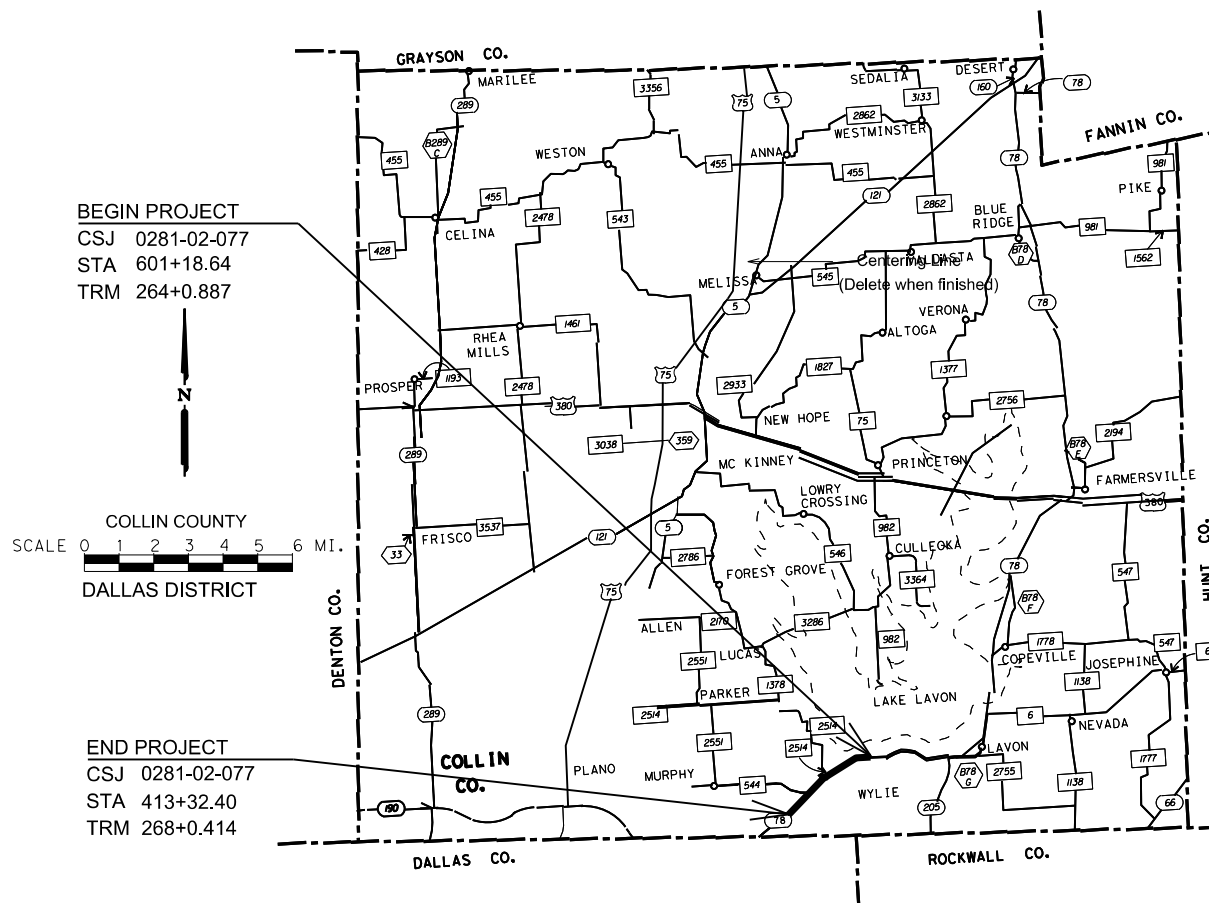 GRAYSON CO.
MARILEE
SEDALIA
DESERT
160
78
289
3356
75
5
3133
2862
WESTMINSTER
FANNIN CO.
B289
C
455
WESTON
ANNA
455
455
78
981
PIKE
121
BEGIN PROJECT
CSJ 0281-02-077
STA 601+18.64
TRM 264+0.887
455
2478
543
2862
BLUE
RIDGE
981
428
CELINA
B78
D
1562
Centering Line
(Delete when finished)
MELISSA
545
5
78
VERONA
ALTOGA
RHEA
MILLS
1461
N
PROSPER
1193
2478
75
2933
1827
1377
380
NEW HOPE
2756
3038
359
75
2194
B78
E
289
MC KINNEY
PRINCETON
FARMERSVILLE
380
LOWRY
CROSSING
COLLIN COUNTY
SCALE 0 1 2 3 4 5 6 MI.
DALLAS DISTRICT
3537
FRISCO
33
121
5
982
546
CULLEOKA
2786
FOREST GROVE
3364
78
547
HUNT CO.
75
B78
F
DENTON CO.
ALLEN
2170
3286
982
1778
547
2551
LUCAS
COPEVILLE
JOSEPHINE
6
1378
1138
PARKER
LAKE LAVON
289
2514
2514
6
NEVADA
END PROJECT
CSJ 0281-02-077
STA 413+32.40
TRM 268+0.414
COLLIN
CO.
PLANO
2551
2514
LAVON
MURPHY
544
B78
G
2755
1777
1138
WYLIE
190
205
66
78
DALLAS CO.
ROCKWALL CO.